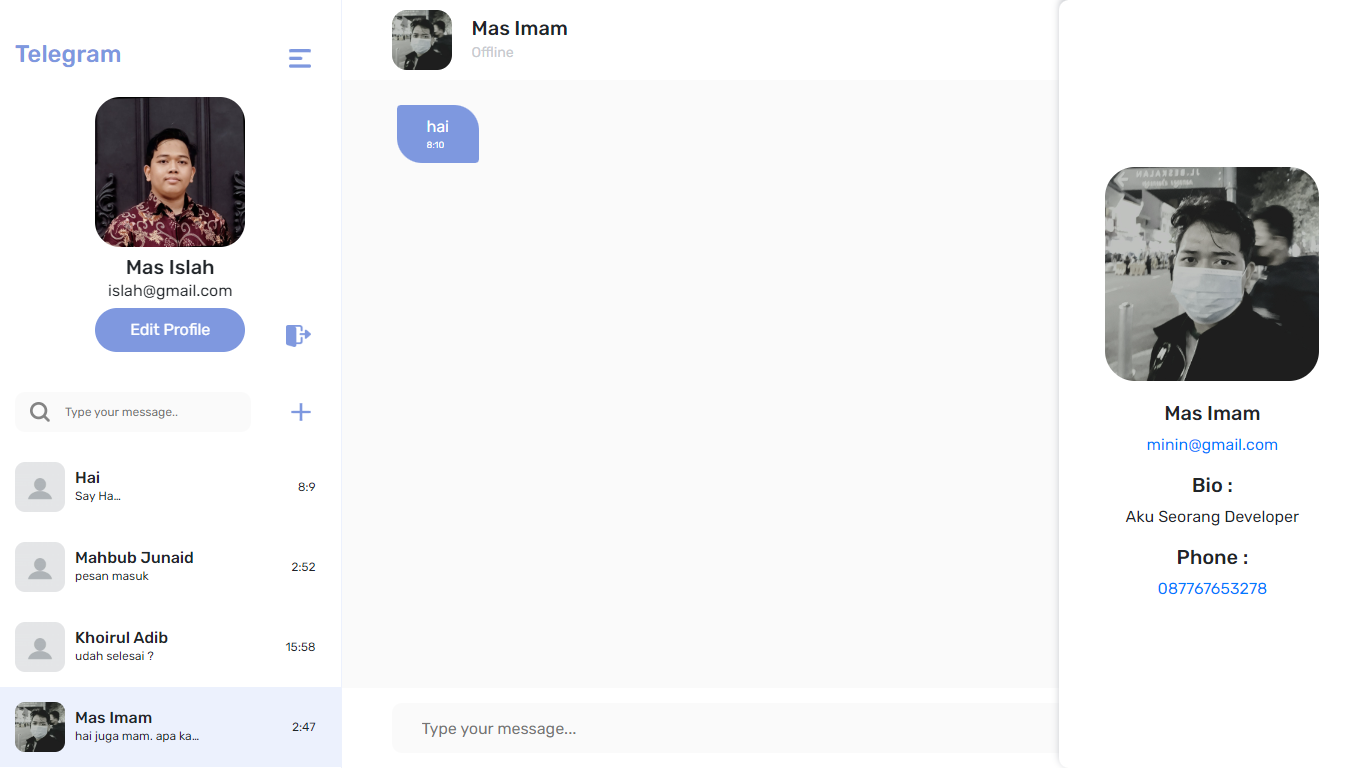 Telegram
Mas Islah
islah@gmail.com
Edit Profile
Type your message..
Hai
Say Ha...
8:9
Mahbub Junaid
pesan masuk
2:52
Khoirul Adib
udah selesai ?
15:58
Mas Imam
hai juga mam. apa ka...
2:47
Mas Imam
Offline
hai
8:10
Type your message...
Mas Imam
minin@gmail.com
Bio :
Aku Seorang Developer
Phone :
087767653278